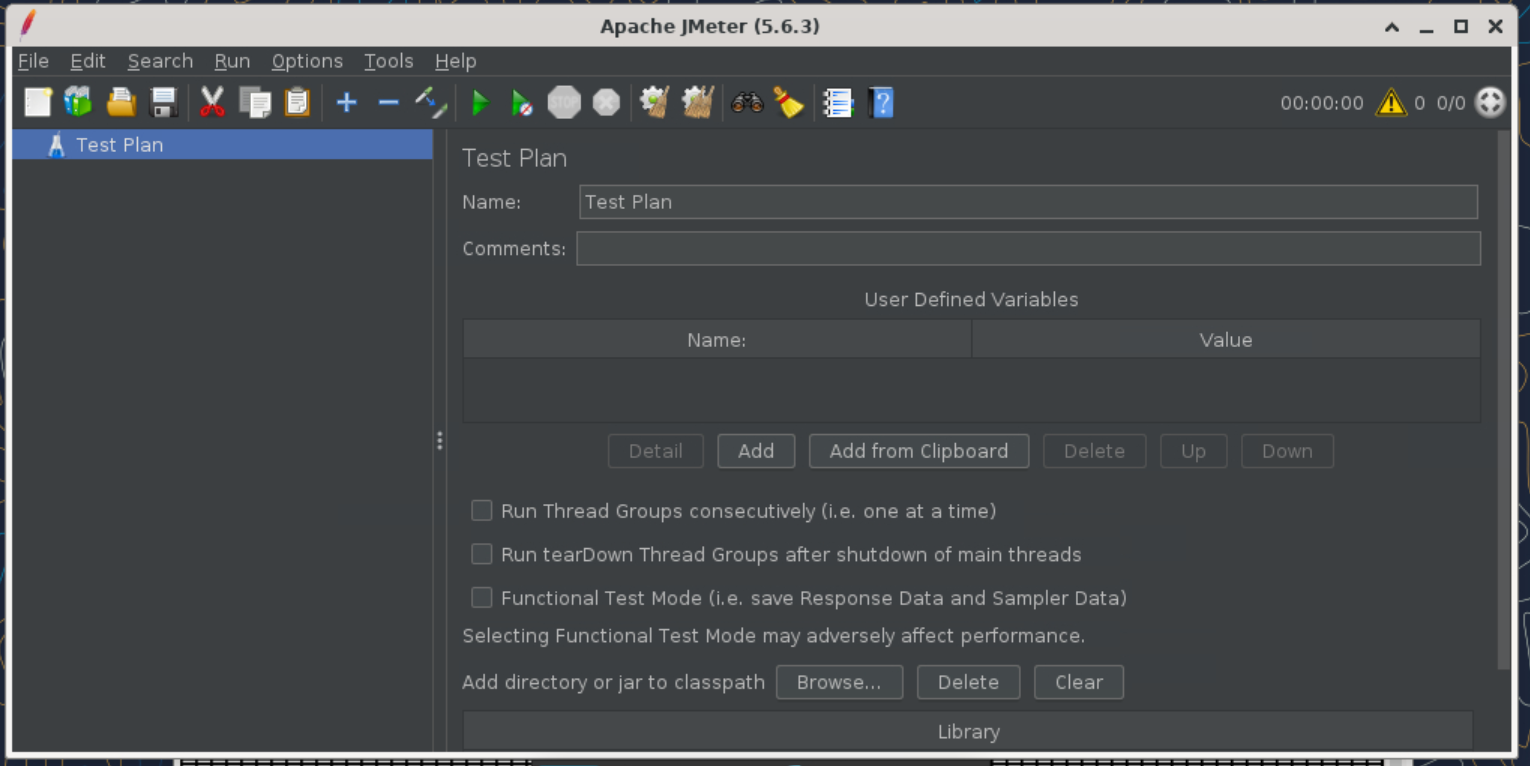 Apache JMeter (5.6.3)
File Edit Search Run Options Tools Help
STOP
00:00:00 0 0/0
Test Plan
Test Plan
Name: Test Plan
Comments:
User Defined Variables
Name: Value
Detail Add Add from Clipboard Delete Up Down
Run Thread Groups consecutively (i.e. one at a time)
Run tearDown Thread Groups after shutdown of main threads
Functional Test Mode (i.e. save Response Data and Sampler Data)
Selecting Functional Test Mode may adversely affect performance.
Add directory or jar to classpath Browse... Delete Clear
Library